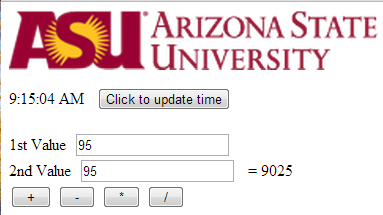 ASU ARIZONA STATE
UNIVERSITY
9:15:04 AM Click to update time
1st Value 95
2nd Value 95 = 9025
+ - * /